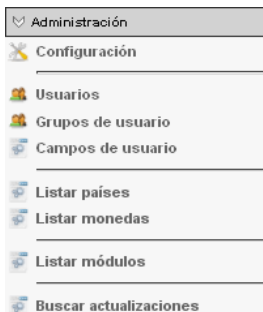 Administración
Configuración
Usuarios
Grupos de usuario
Campos de usuario
Listar países
Listar monedas
Listar módulos
Buscar actualizaciones